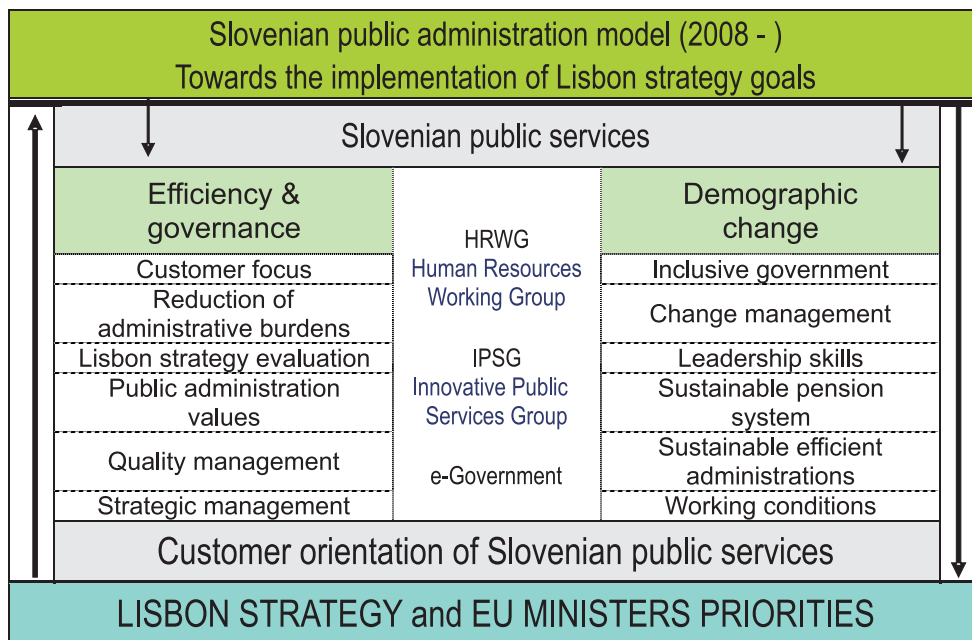 Slovenian public administration model (2008 - )
Towards the implementation of Lisbon strategy goals
Slovenian public services
Efficiency &
governance
Customer focus
Reduction of
administrative burdens
Lisbon strategy evaluation
Public administration
values
Quality management
Strategic management
HRWG
Human Resources
Working Group
IPSG
Innovative Public
Services Group
e-Government
Demographic
change
Inclusive government
Change management
Leadership skills
Sustainable pension
system
Sustainable efficient
administrations
Working conditions
Customer orientation of Slovenian public services
LISBON STRATEGY and EU MINISTERS PRIORITIES